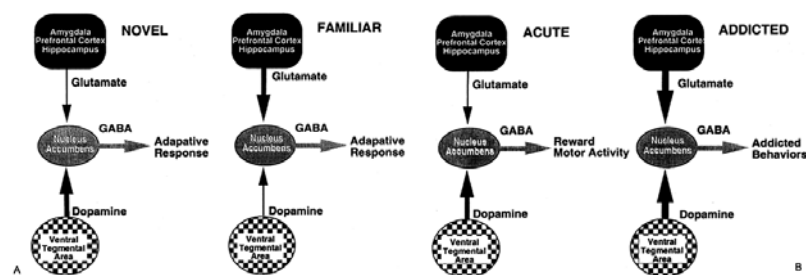 NOVEL
Amygdala
Prefrontal Cortex
Hippocampus
Glutamate
GABA
Nucleus
Accumbens
Adapative
Response
Dopamine
Ventral
Tegmental
Area
A
FAMILIAR
Amygdala
Prefrontal Cortex
Hippocampus
Glutamate
GABA
Nucleus
Accumbens
Adapative
Response
Dopamine
Ventral
Tegmental
Area
ACUTE
Amygdala
Prefrontal Cortex
Hippocampus
Glutamate
GABA
Nucleus
Accumbens
Reward
Motor Activity
Dopamine
Ventral
Tegmental
Area
ADDICTED
Amygdala
Prefrontal Cortex
Hippocampus
Glutamate
GABA
Nucleus
Accumbens
Addicted
Behaviors
Dopamine
Ventral
Tegmental
Area
B